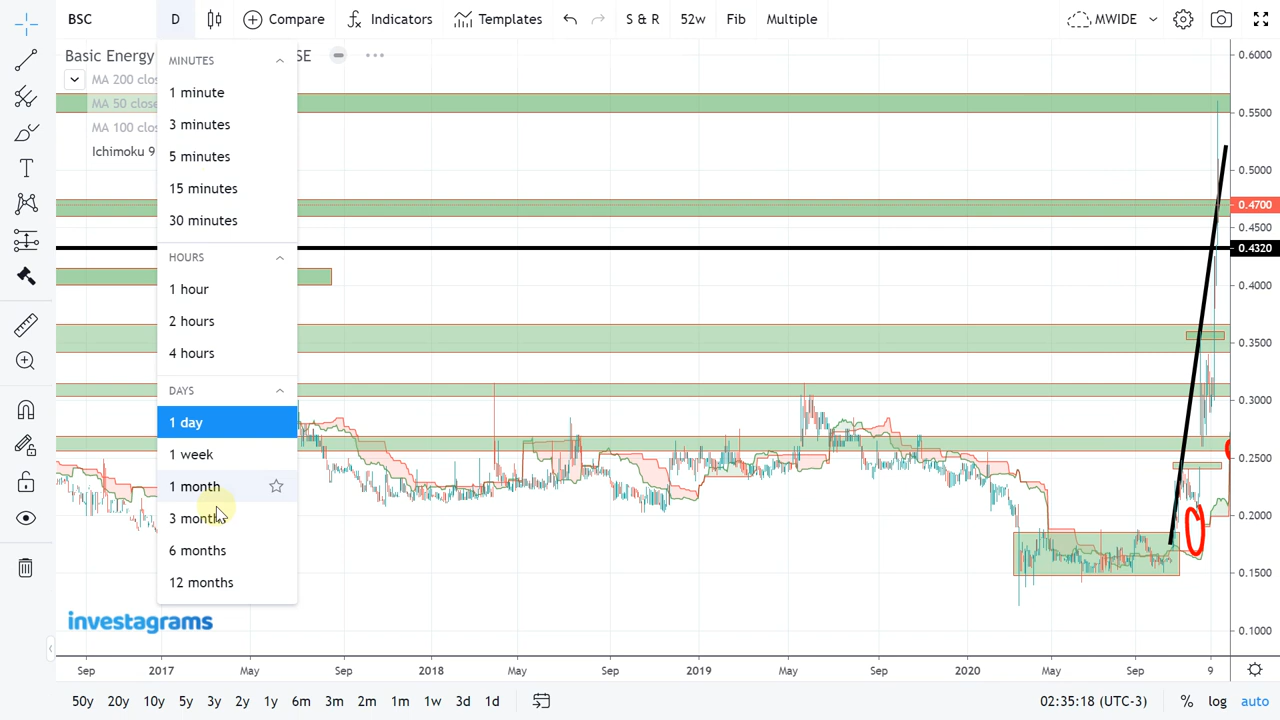 BSC D Compare Indicators Templates S & R 52w Fib Multiple MWIDE
Basic Energy SE
MINUTES
MA 200 clos
1 minute
MA 50 close
3 minutes
MA 100 clos
Ichimoku 9
5 minutes
15 minutes
30 minutes
HOURS
1 hour
2 hours
4 hours
DAYS
1 day
1 week
1 month
3 months
6 months
12 months
0.6000
0.5500
0.5000
0.4700
0.4500
0.4320
0.4000
0.3500
0.3000
0.2500
0.2000
0.1500
0.1000
investagrams
Sep 2017 May Sep 2018 May Sep 2019 May Sep 2020 May Sep 9
50y 20y 10y 5y 3y 2y 1y 6m 3m 2m 1m 1w 3d 1d 02:35:18 (UTC-3) % log auto